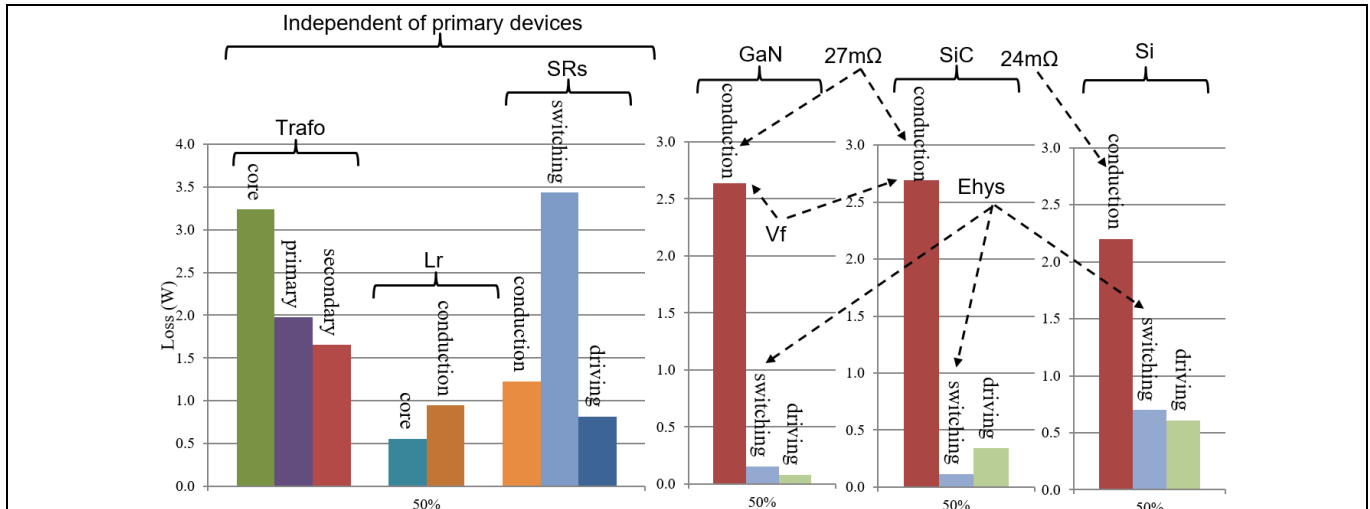 Independent of primary devices
SRs
Trafo
Lr
GaN
27mΩ
SiC
24mΩ
Si
Vf
Ehys
Loss (W)
4.0
3.5
3.0
2.5
2.0
1.5
1.0
0.5
0.0
core
primary
secondary
core
conduction
conduction
switching
driving
50%
3.0
2.5
2.0
1.5
1.0
0.5
0.0
conduction
switching
driving
50%
3.0
2.5
2.0
1.5
1.0
0.5
0.0
conduction
switching
driving
50%
3.0
2.5
2.0
1.5
1.0
0.5
0.0
conduction
switching
driving
50%